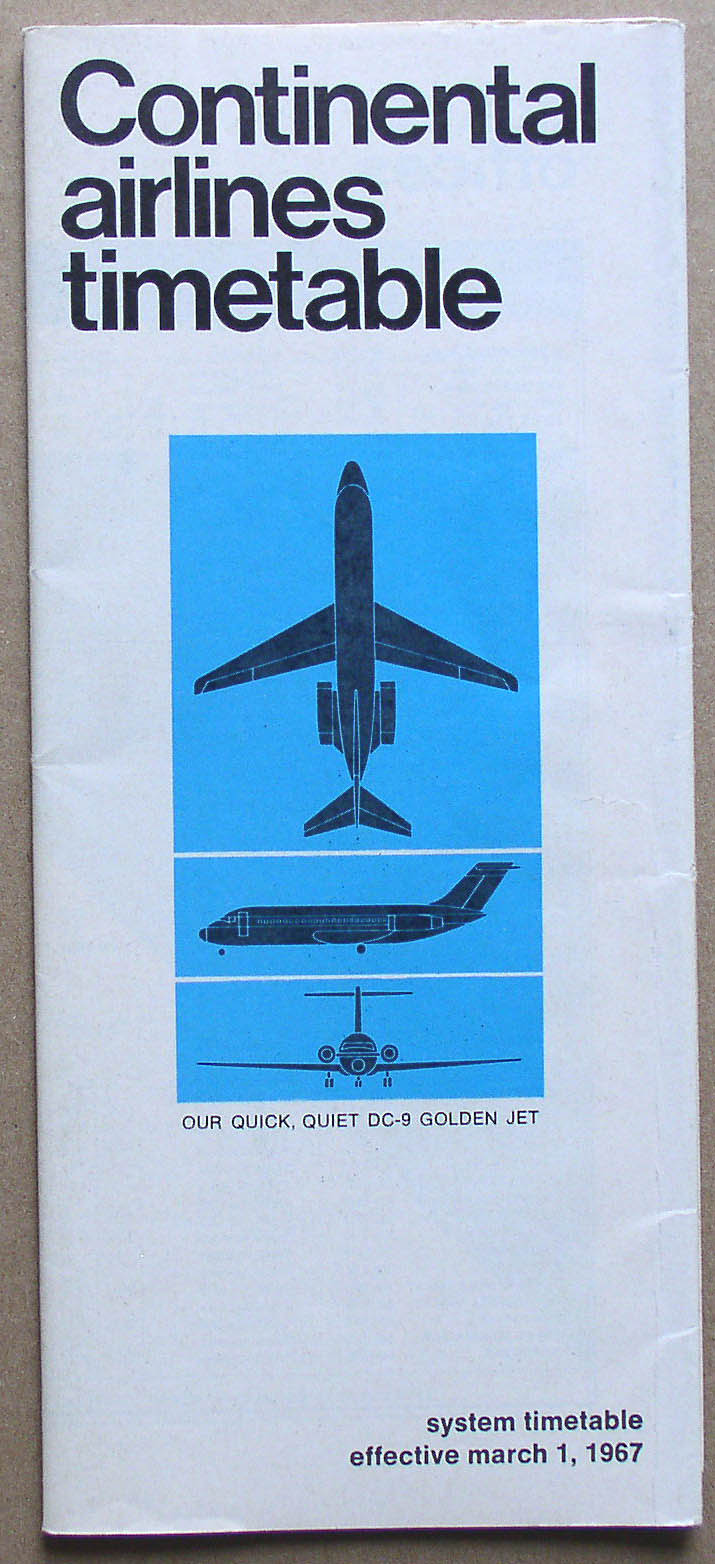 Continental
airlines
timetable
OUR QUICK, QUIET DC-9 GOLDEN JET
system timetable
effective march 1, 1967